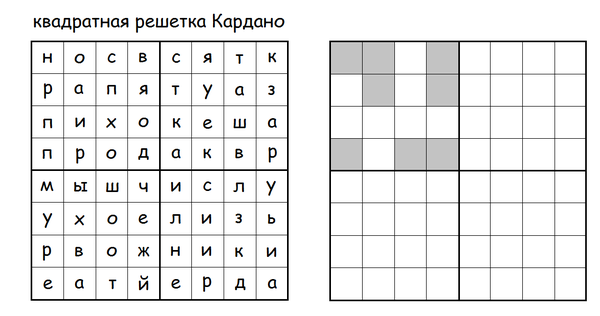 квадратная решетка Кардано
н о с в с я т к
р а п я т у а з
п и х о к е ш а
п р о д а к в р
м ы ш ч и с л у
у х о е л и з ь
р в о ж н и к и
е а т й е р д а